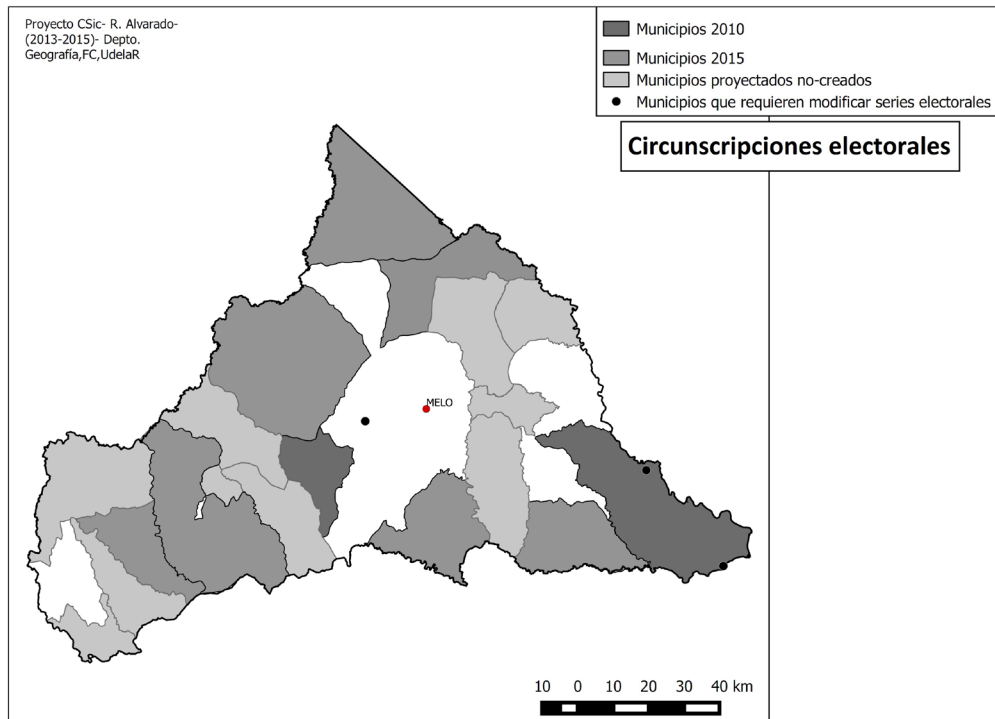 Proyecto CSic- R. Alvarado-
(2013-2015)- Depto.
Geografía,FC,UdelaR
Municipios 2010
Municipios 2015
Municipios proyectados no-creados
Municipios que requieren modificar series electorales
Circunscripciones electorales
MELO
10 0 10 20 30 40 km